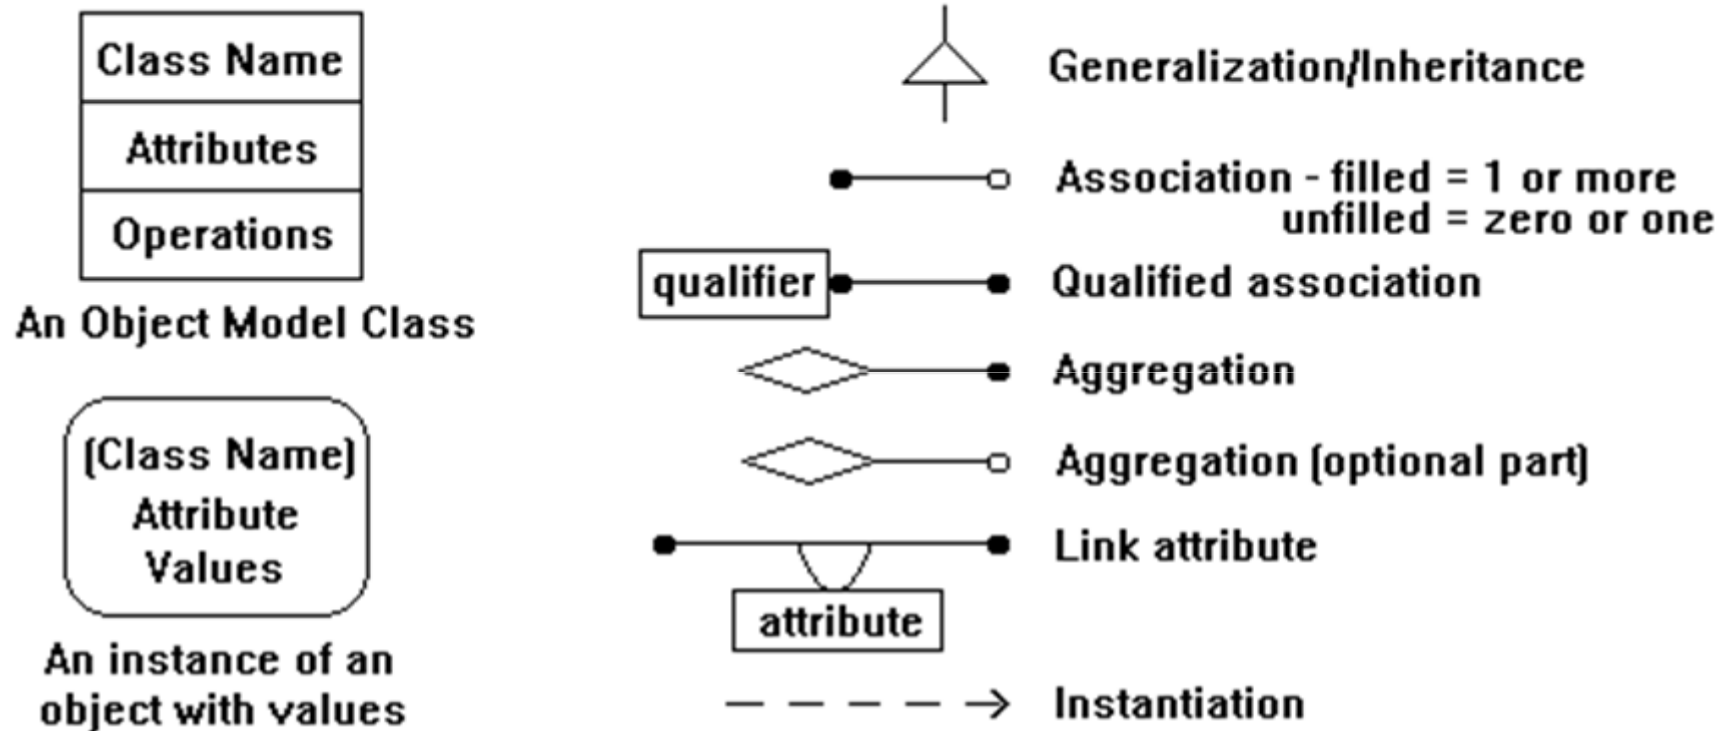 Class Name
Attributes
Operations
An Object Model Class
(Class Name)
Attribute
Values
An instance of an
object with values
Generalization/Inheritance
Association - filled = 1 or more
unfilled = zero or one
qualifier
Qualified association
Aggregation
Aggregation (optional part)
Link attribute
attribute
Instantiation